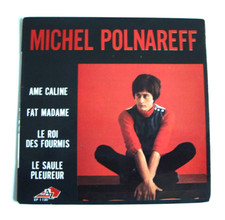 MICHEL POLNAREFF
AME CALINE
FAT MADAME
LE ROI
DES FOURMIS
LE SAULE
PLEUREUR